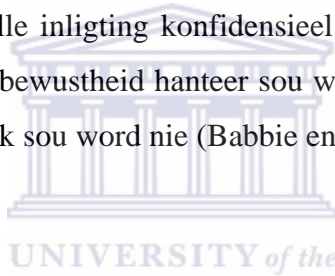 lle inligting konfidensieel
bewustheid hanteer sou w
k sou word nie (Babbie en
UNIVERSITY of the